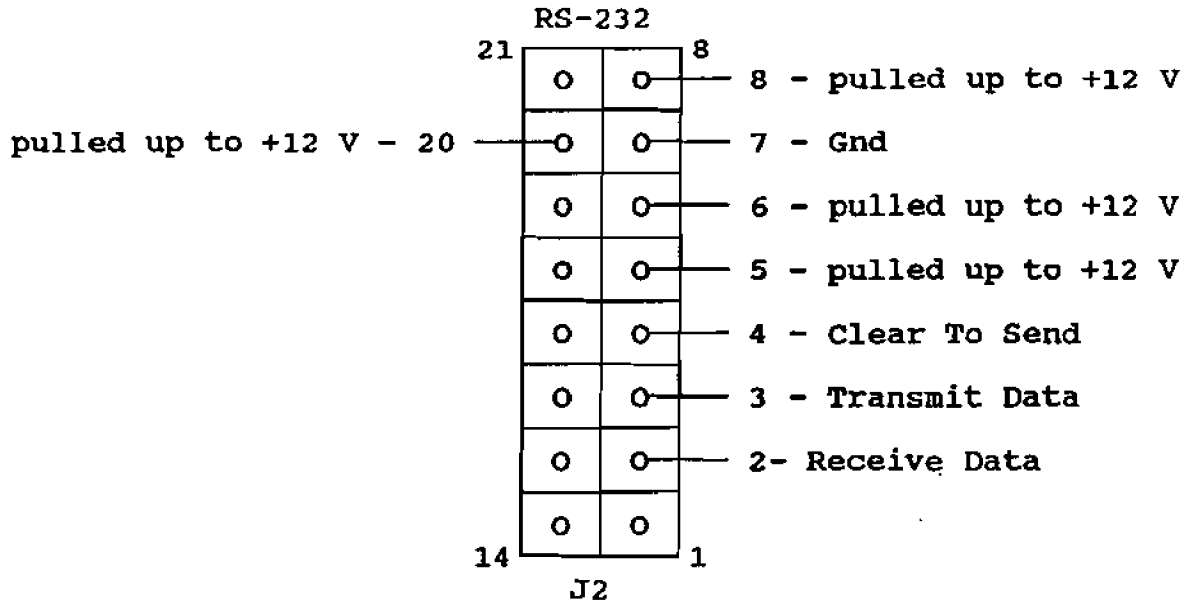 RS-232
21 8
8 - pulled up to +12 V
pulled up to +12 V - 20
7 - Gnd
6 - pulled up to +12 V
5 - pulled up to +12 V
4 - Clear To Send
3 - Transmit Data
2- Receive Data
14 1
J2